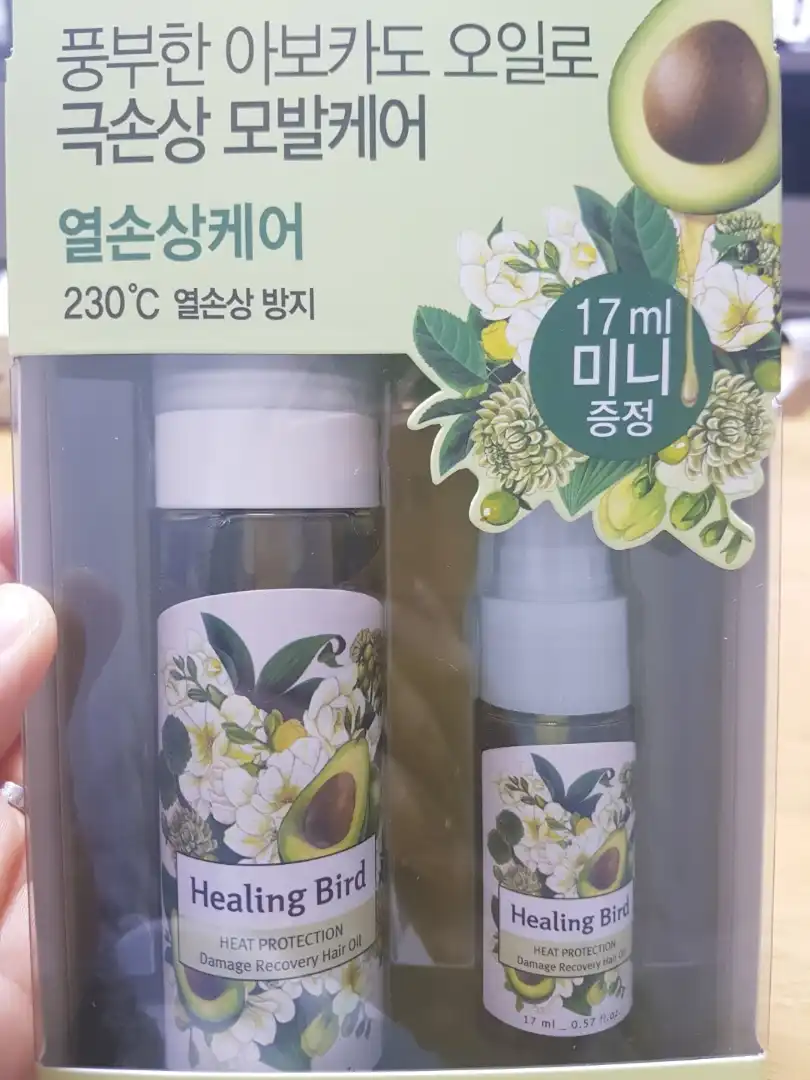 풍부한 아보카도 오일로
극손상 모발케어
열손상케어
230℃ 열손상 방지
17ml
미니
증정
Healing Bird
HEAT PROTECTION
Damage Recovery Hair Oil
Healing Bird
HEAT PROTECTION
Damage Recovery Hair Oil
17 ml _ 0.57 fl.oz.